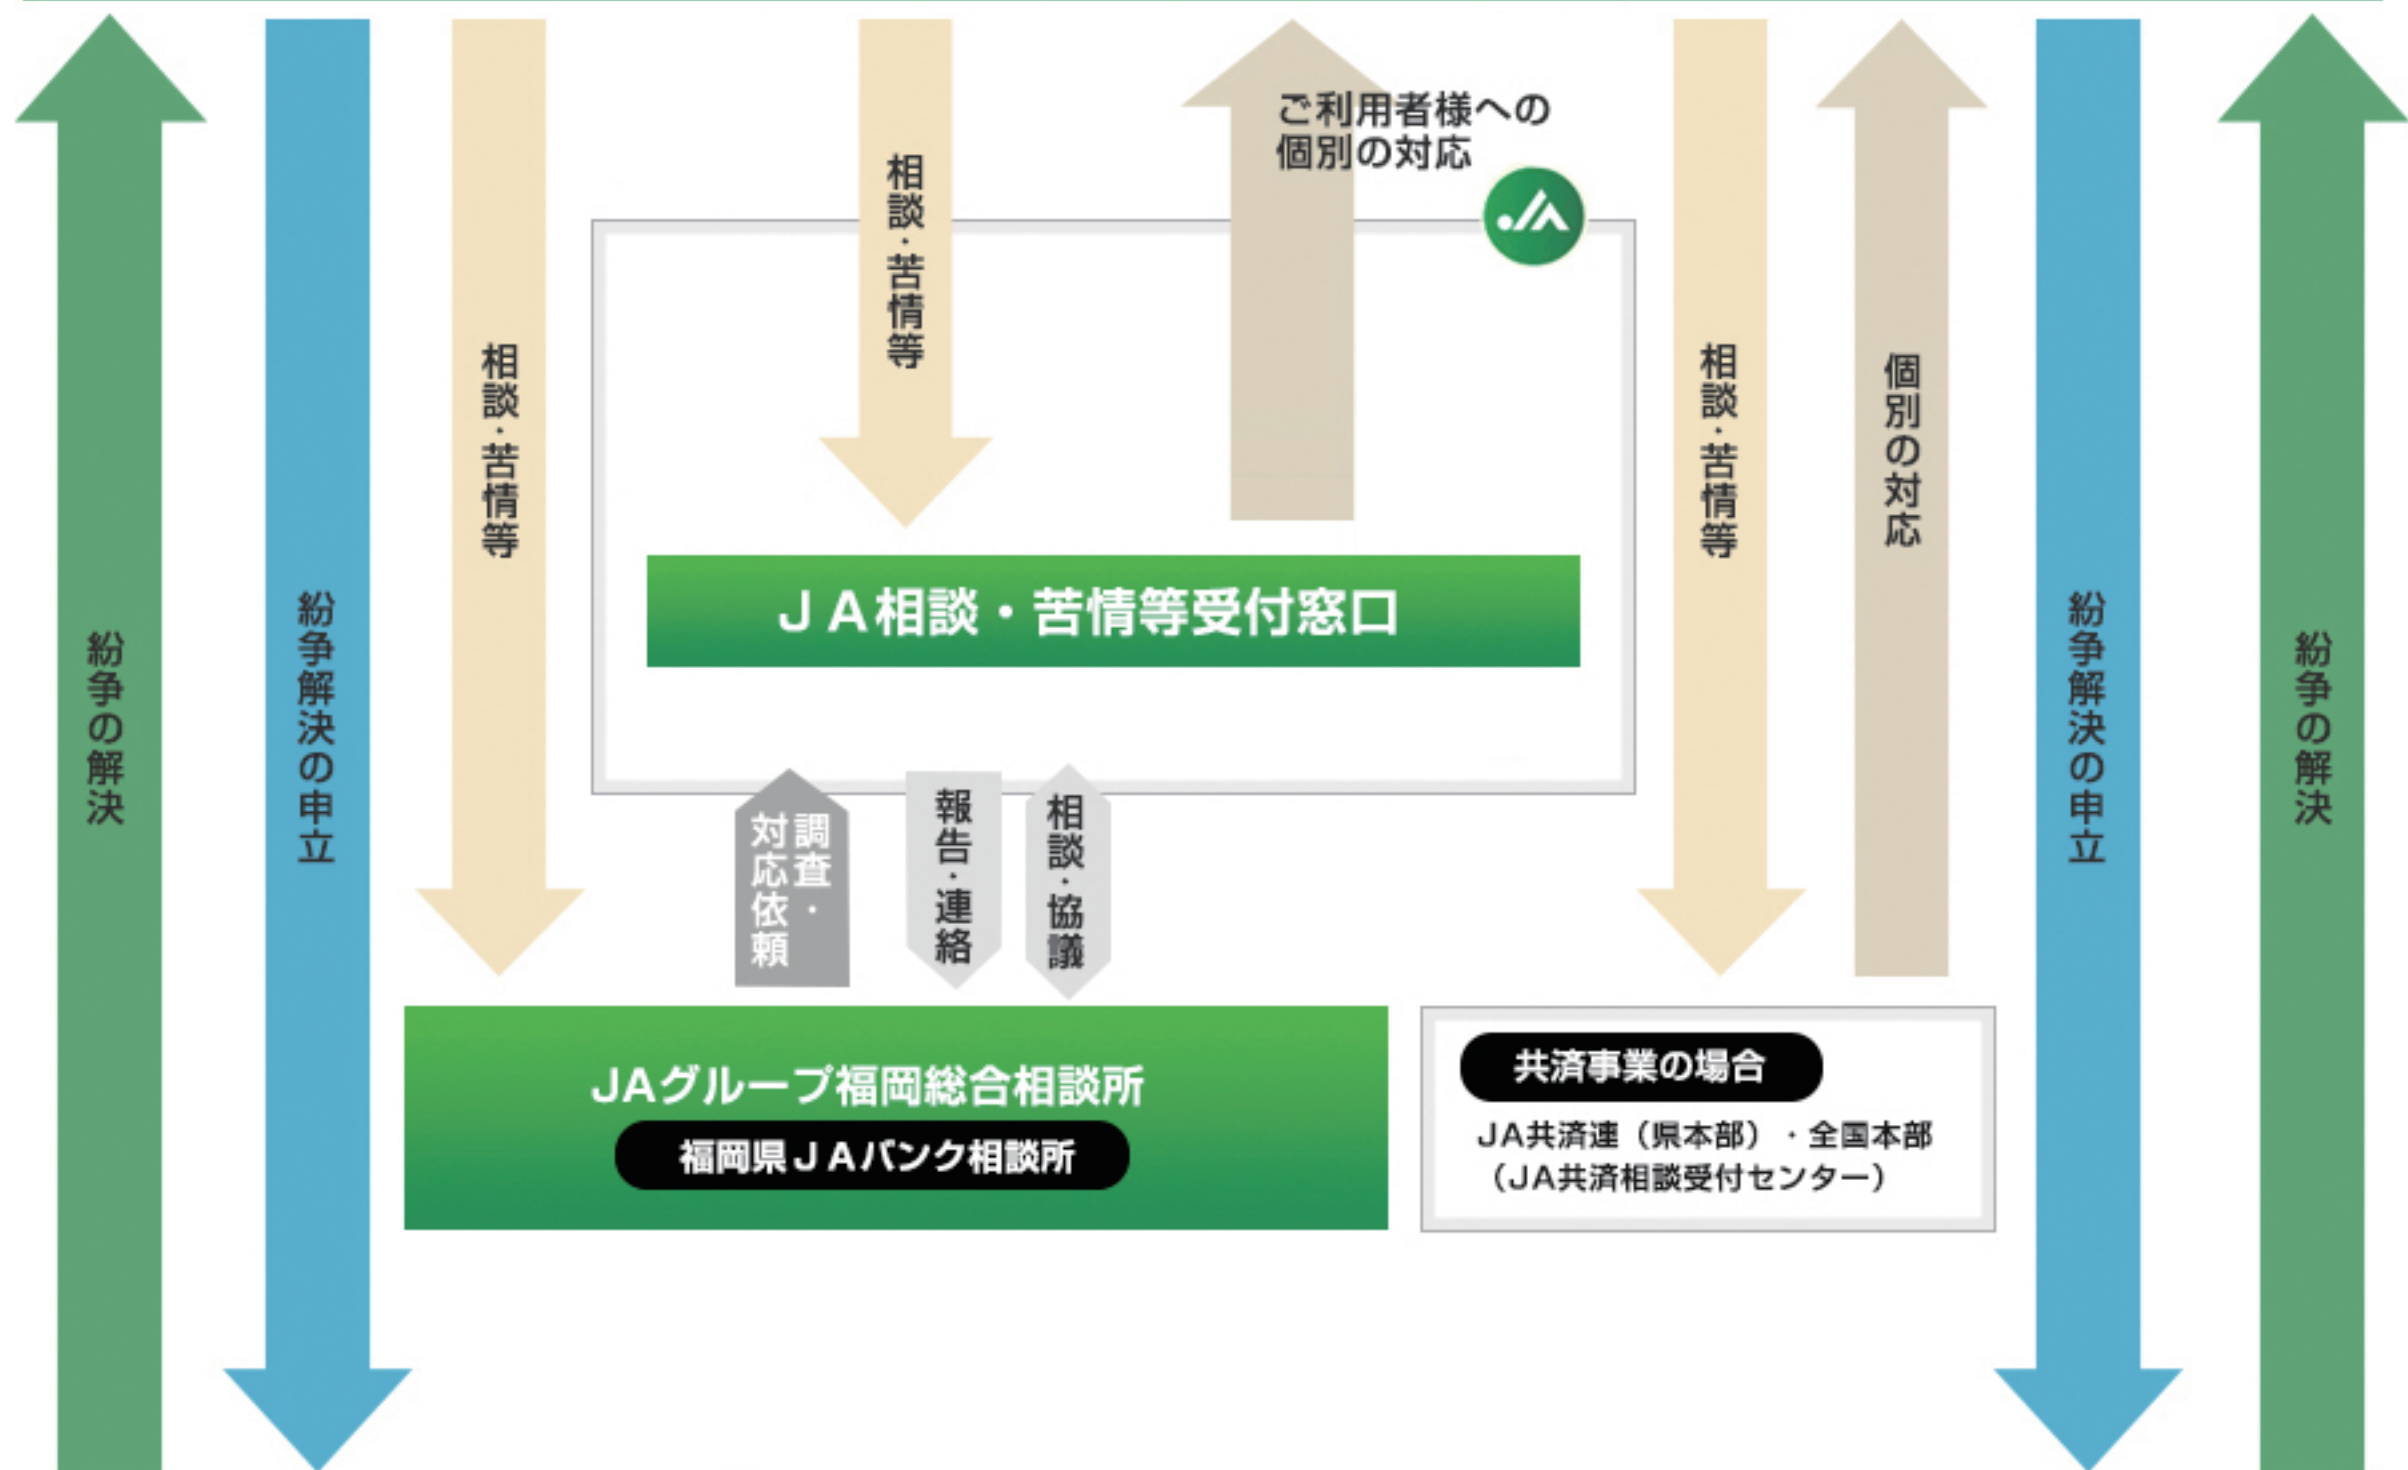 紛争の解決
紛争解決の申立
相談・苦情等
相談・苦情等
ご利用者様への
個別の対応
JA
相談・苦情等
個別の対応
紛争解決の申立
紛争の解決
ＪＡ相談・苦情等受付窓口
調査・
対応依頼
報告・連絡
相談・協議
JAグループ福岡総合相談所
福岡県ＪＡバンク相談所
共済事業の場合
JA共済連（県本部）・全国本部
（JA共済相談受付センター）